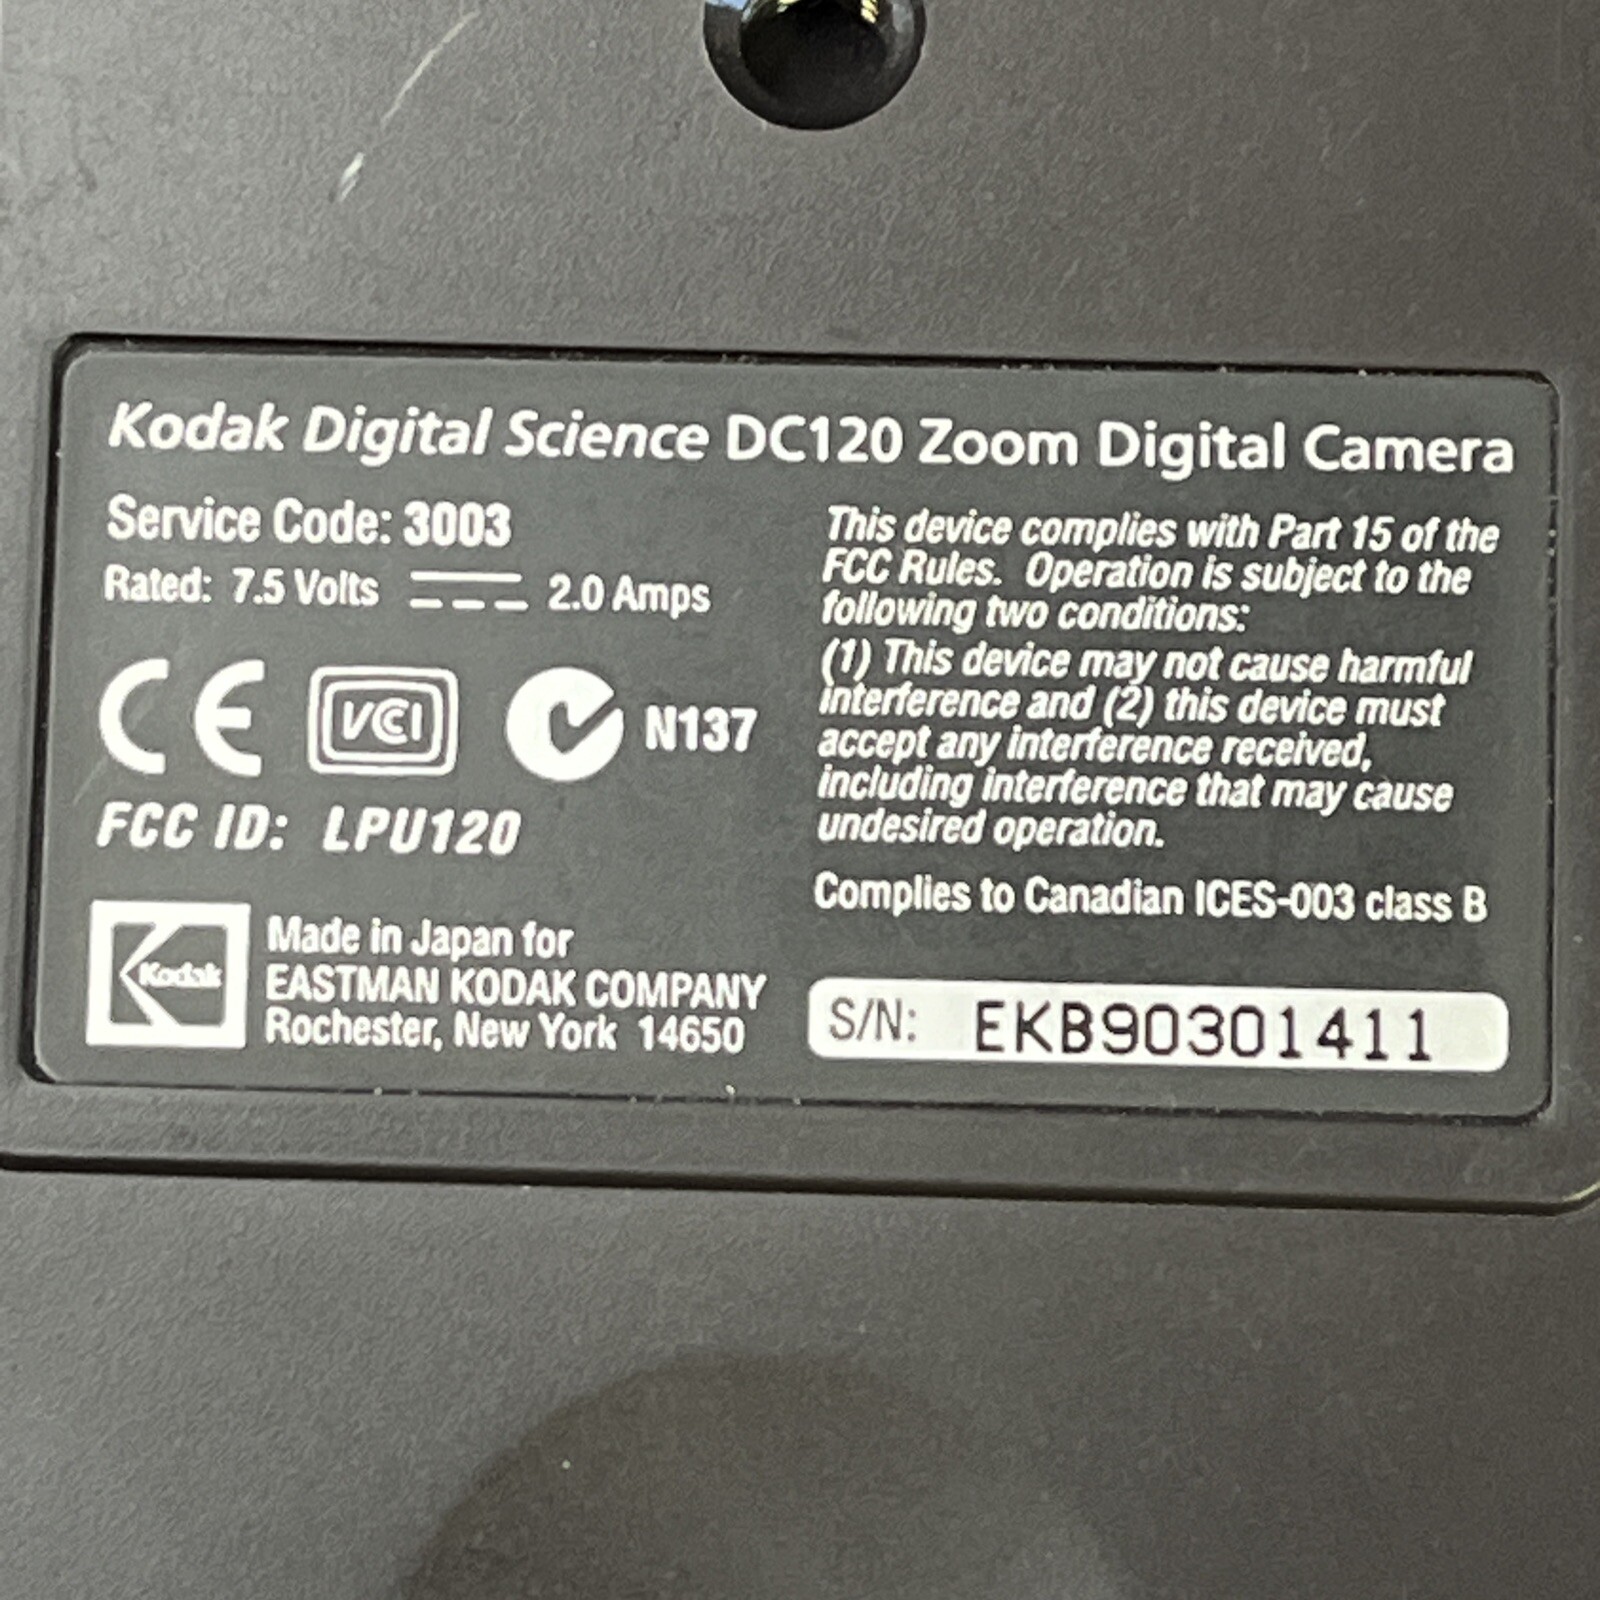 Kodak Digital Science DC120 Zoom Digital Camera
Service Code: 3003
Rated: 7.5 Volts 2.0 Amps
CE VCCI N137
FCC ID: LPU120
Kodak
Made in Japan for
EASTMAN KODAK COMPANY
Rochester, New York 14650
This device complies with Part 15 of the
FCC Rules. Operation is subject to the
following two conditions:
(1) This device may not cause harmful
interference and (2) this device must
accept any interference received,
including interference that may cause
undesired operation.
Complies to Canadian ICES-003 class B
S/N: EKB90301411